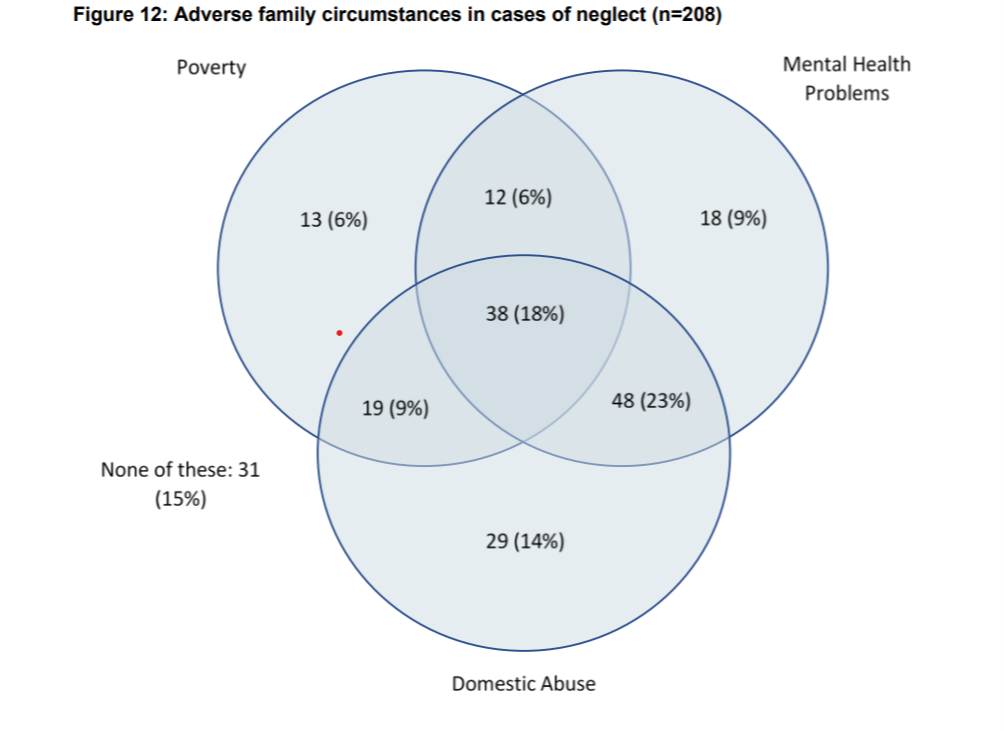 Figure 12: Adverse family circumstances in cases of neglect (n=208)
Poverty
Mental Health
Problems
12 (6%)
13 (6%)
18 (9%)
38 (18%)
19 (9%)
48 (23%)
None of these: 31
(15%)
29 (14%)
Domestic Abuse